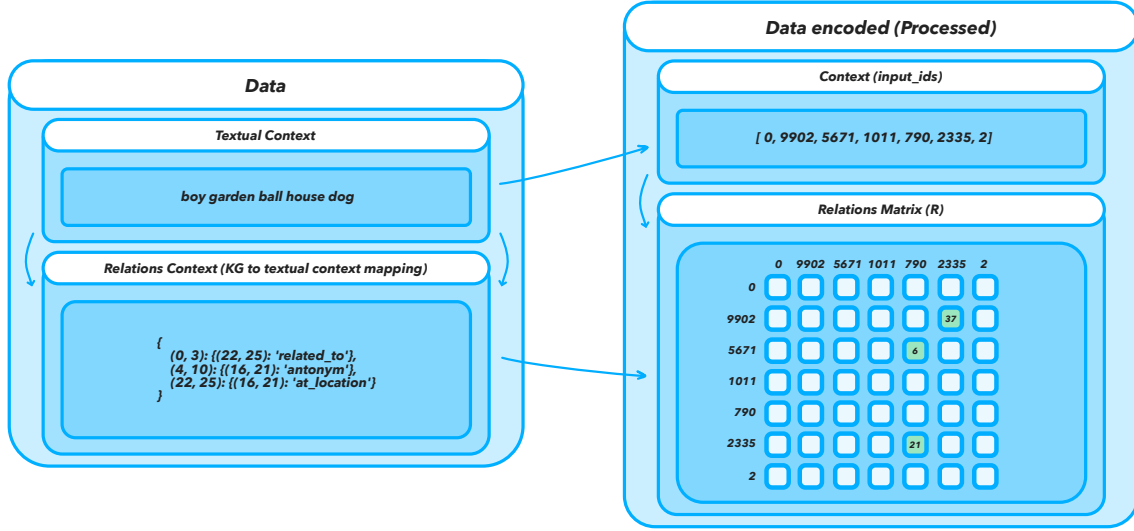 Data
Textual Context
boy garden ball house dog
Relations Context (KG to textual context mapping)
{
(0, 3): {(22, 25): 'related_to'},
(4, 10): {(16, 21): 'antonym'},
(22, 25): {(16, 21): 'at_location'}
}
Data encoded (Processed)
Context (input_ids)
[ 0, 9902, 5671, 1011, 790, 2335, 2]
Relations Matrix (R)
0 9902 5671 1011 790 2335 2
0
9902 37
5671 6
1011
790
2335 21
2